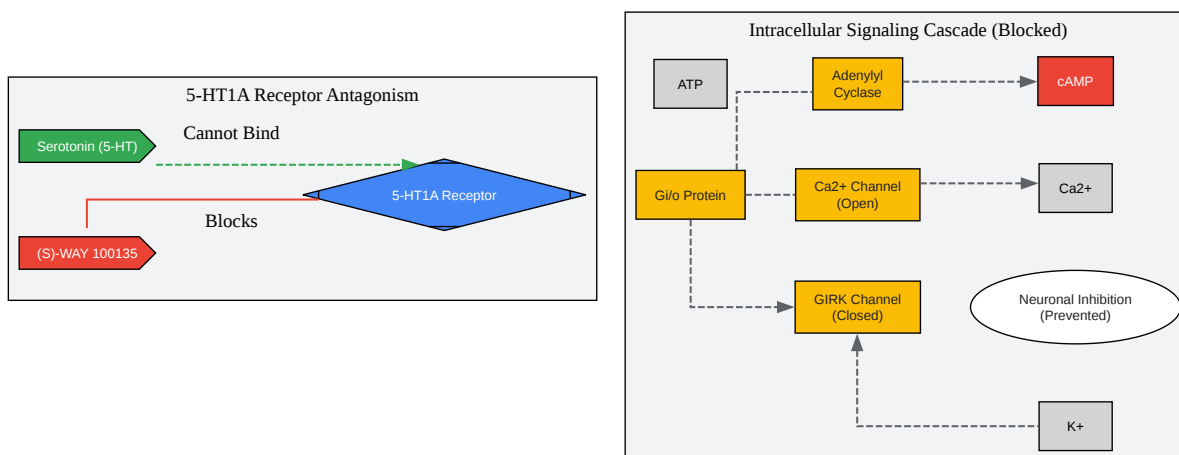 5-HT1A Receptor Antagonism
Serotonin (5-HT)
Cannot Bind
5-HT1A Receptor
Blocks
(S)-WAY 100135
Intracellular Signaling Cascade (Blocked)
ATP
Adenylyl
Cyclase
cAMP
Gi/o Protein
Ca2+ Channel
(Open)
Ca2+
GIRK Channel
(Closed)
Neuronal Inhibition
(Prevented)
K+